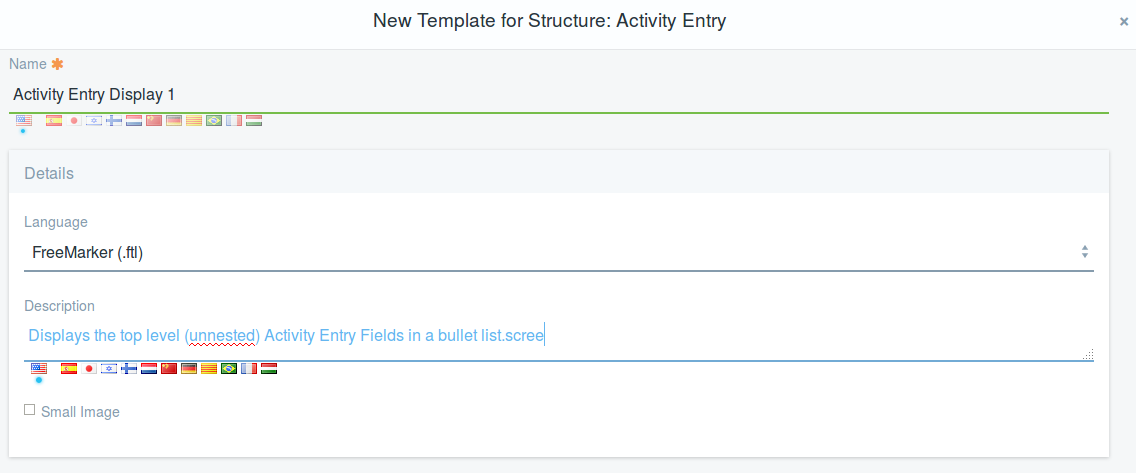 New Template for Structure: Activity Entry
×
Name ✱
Activity Entry Display 1
Details
Language
FreeMarker (.ftl)
Description
Displays the top level (unnested) Activity Entry Fields in a bullet list.scree
Small Image